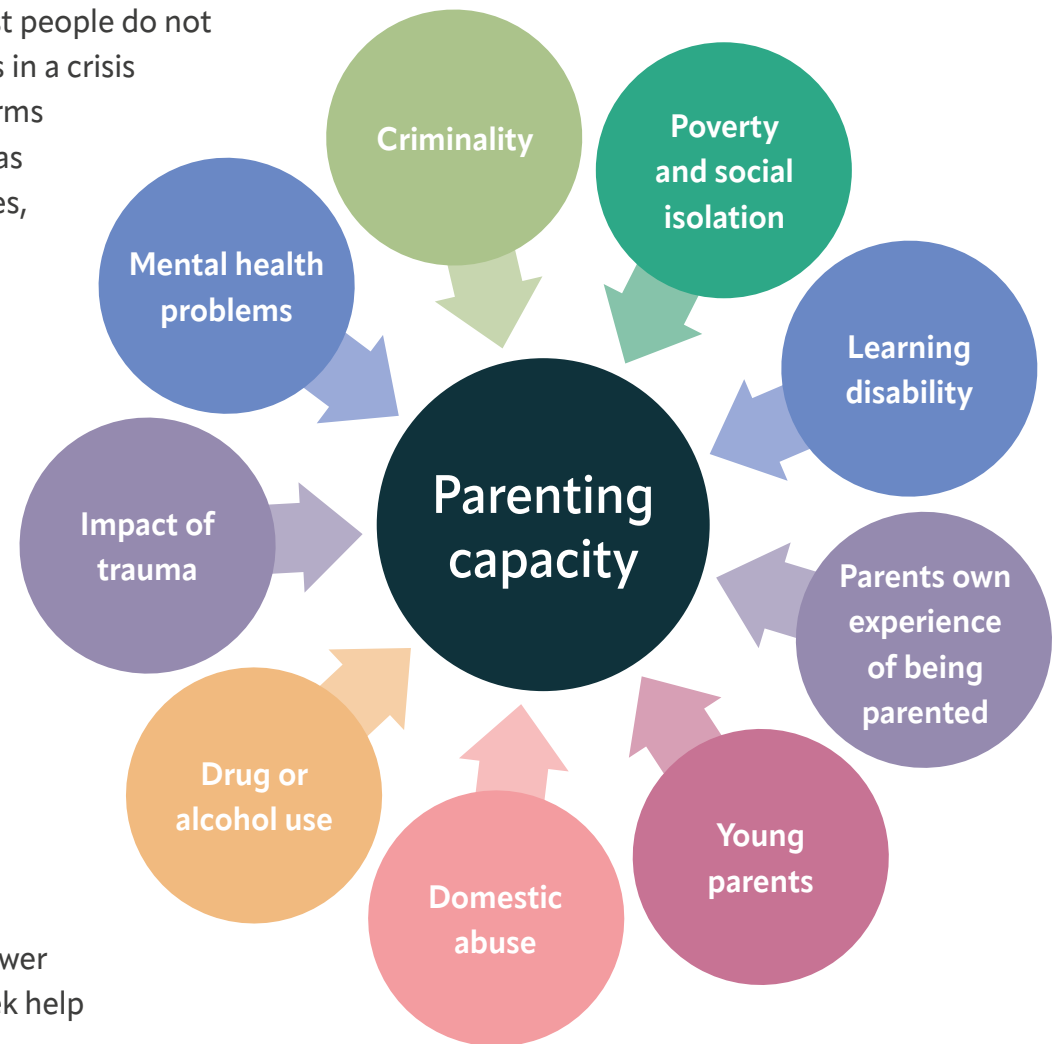 st people do not
s in a crisis
rms
as
es,
Criminality
Poverty
and social
isolation
Mental health
problems
Learning
disability
Parenting
capacity
Impact of
trauma
Parents own
experience
of being
parented
Drug or
alcohol use
Young
parents
Domestic
abuse
wer
ek help